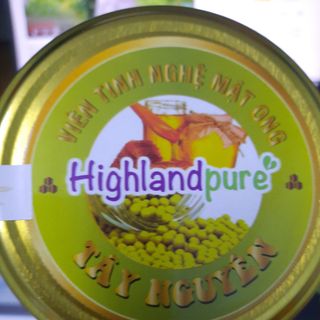 VIÊN TINH NGHỆ MẬT ONG
Highlandpure
TÂY NGUYÊN